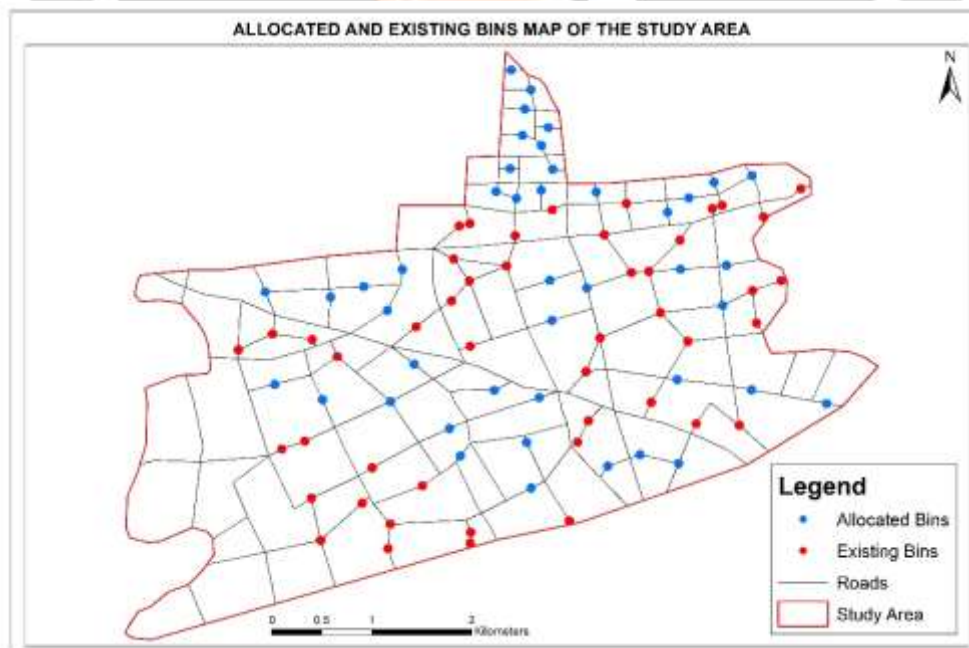 ALLOCATED AND EXISTING BINS MAP OF THE STUDY AREA
N
Legend
Allocated Bins
Existing Bins
Roads
Study Area
0 0.5 1 2
Kilometers